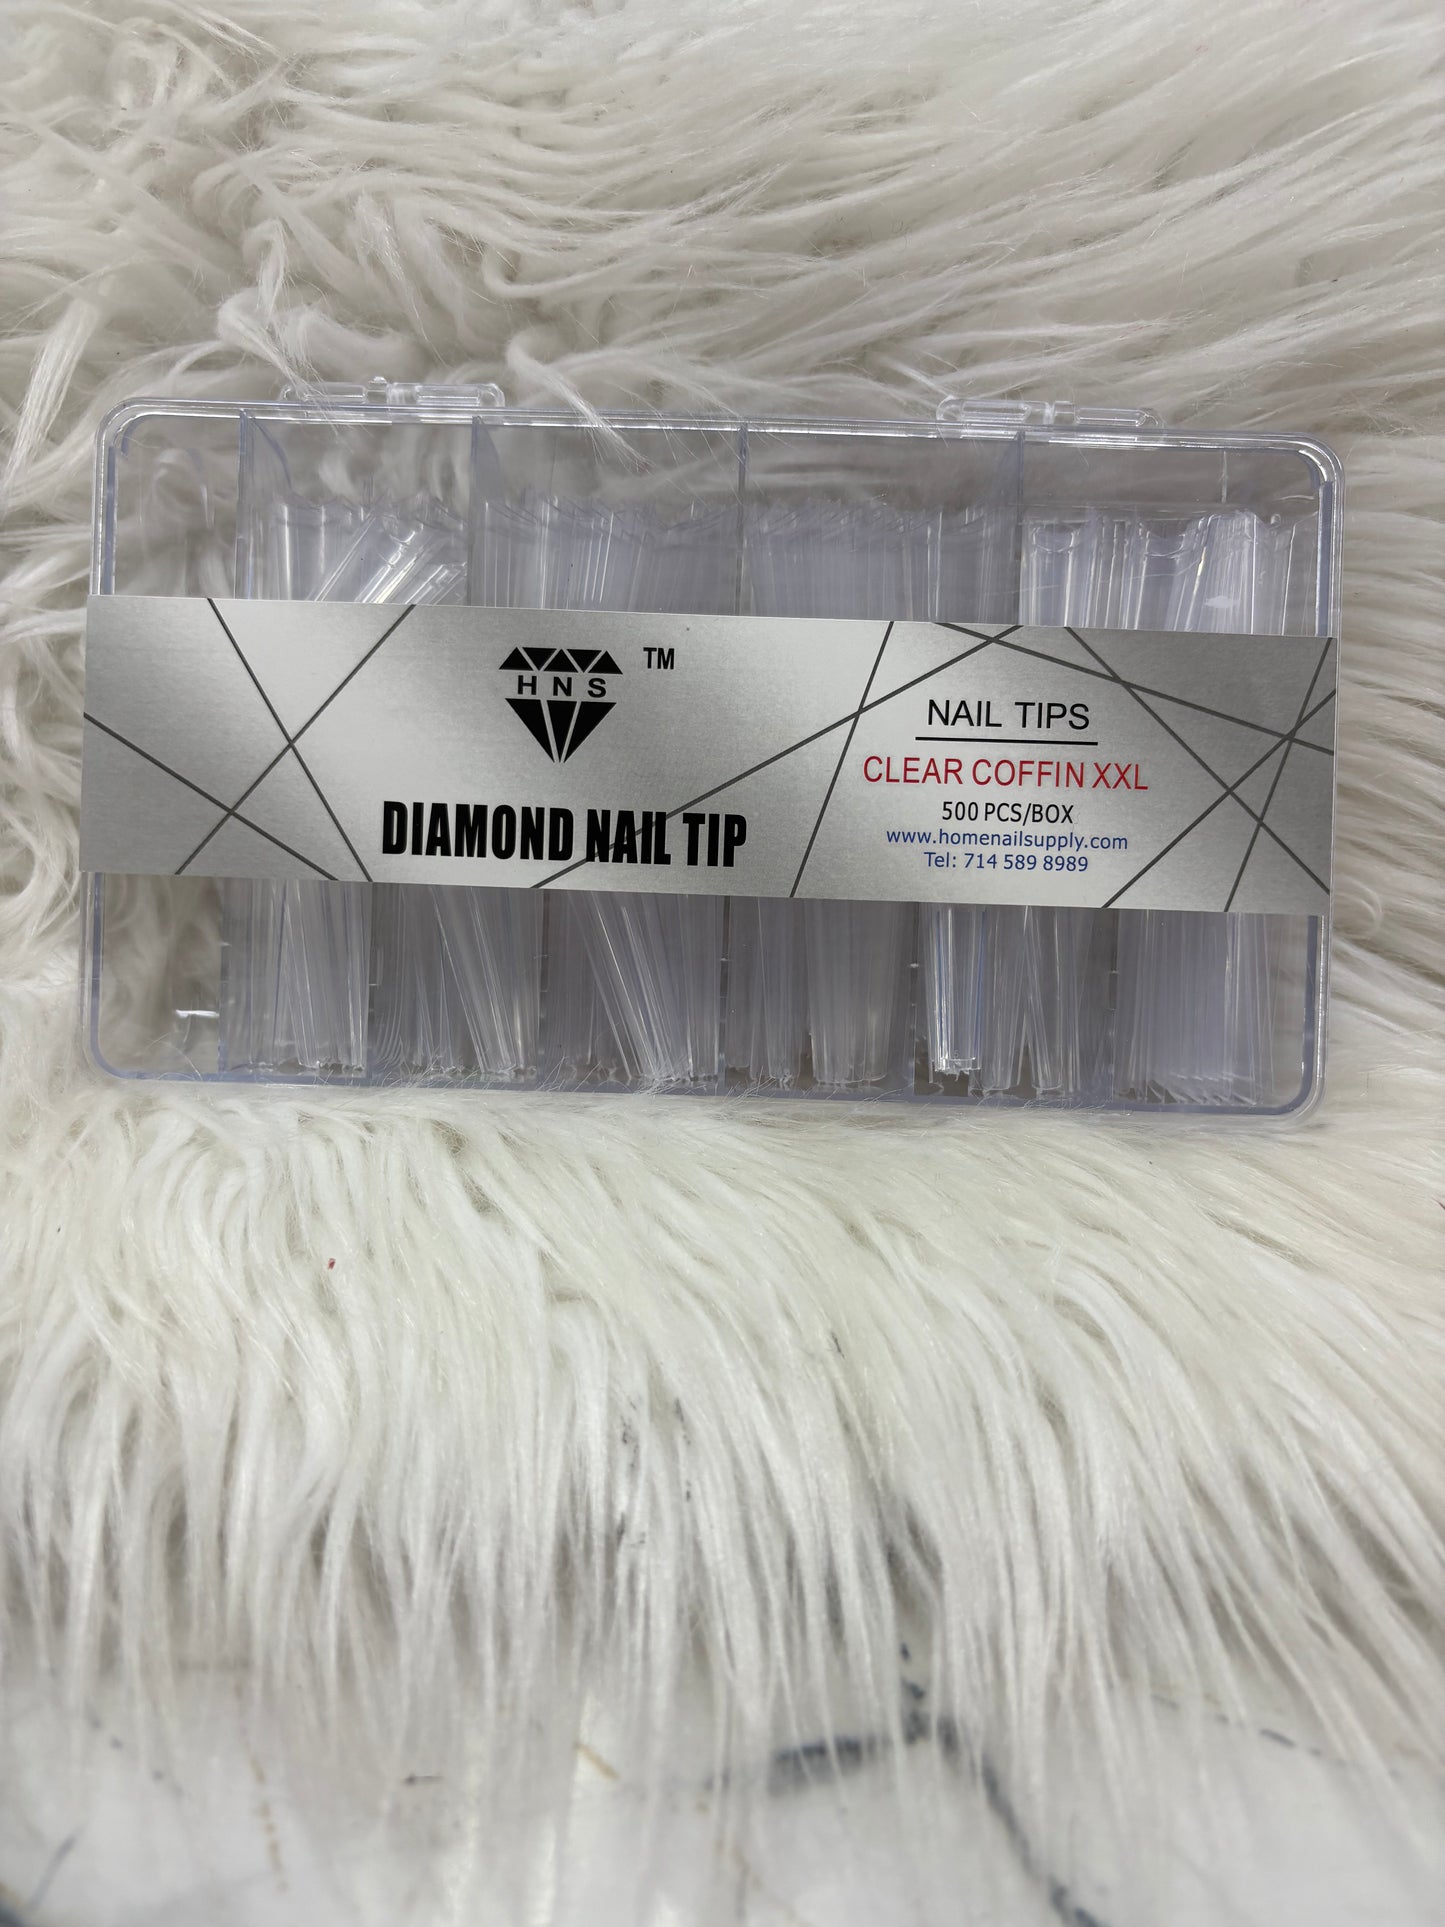 HNS
TM
DIAMOND NAIL TIP
NAIL TIPS
CLEAR COFFIN XXL
500 PCS/BOX
www.homenailsupply.com
Tel: 714 589 8989